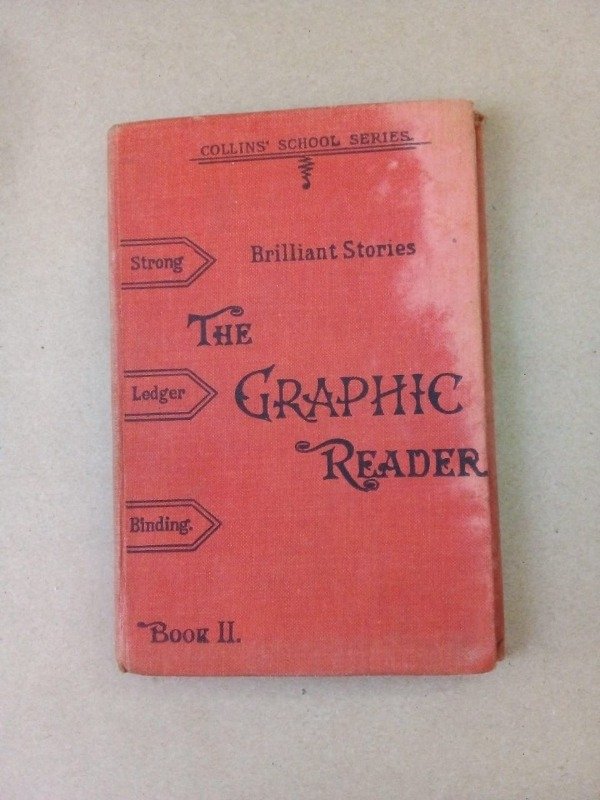 COLLINS' SCHOOL SERIES.
Brilliant Stories
Strong
THE
Ledger
GRAPHIC
READER
Binding.
BOOK II.